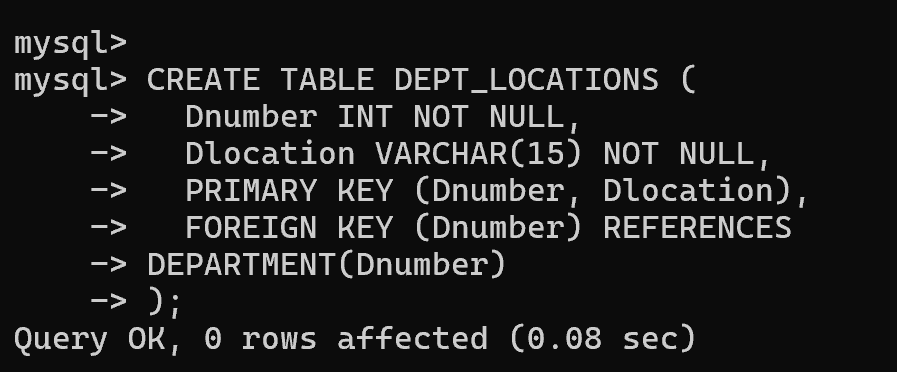 mysql>
mysql> CREATE TABLE DEPT_LOCATIONS (
    ->   Dnumber INT NOT NULL,
    ->   Dlocation VARCHAR(15) NOT NULL,
    ->   PRIMARY KEY (Dnumber, Dlocation),
    ->   FOREIGN KEY (Dnumber) REFERENCES
    -> DEPARTMENT(Dnumber)
    -> );
Query OK, 0 rows affected (0.08 sec)